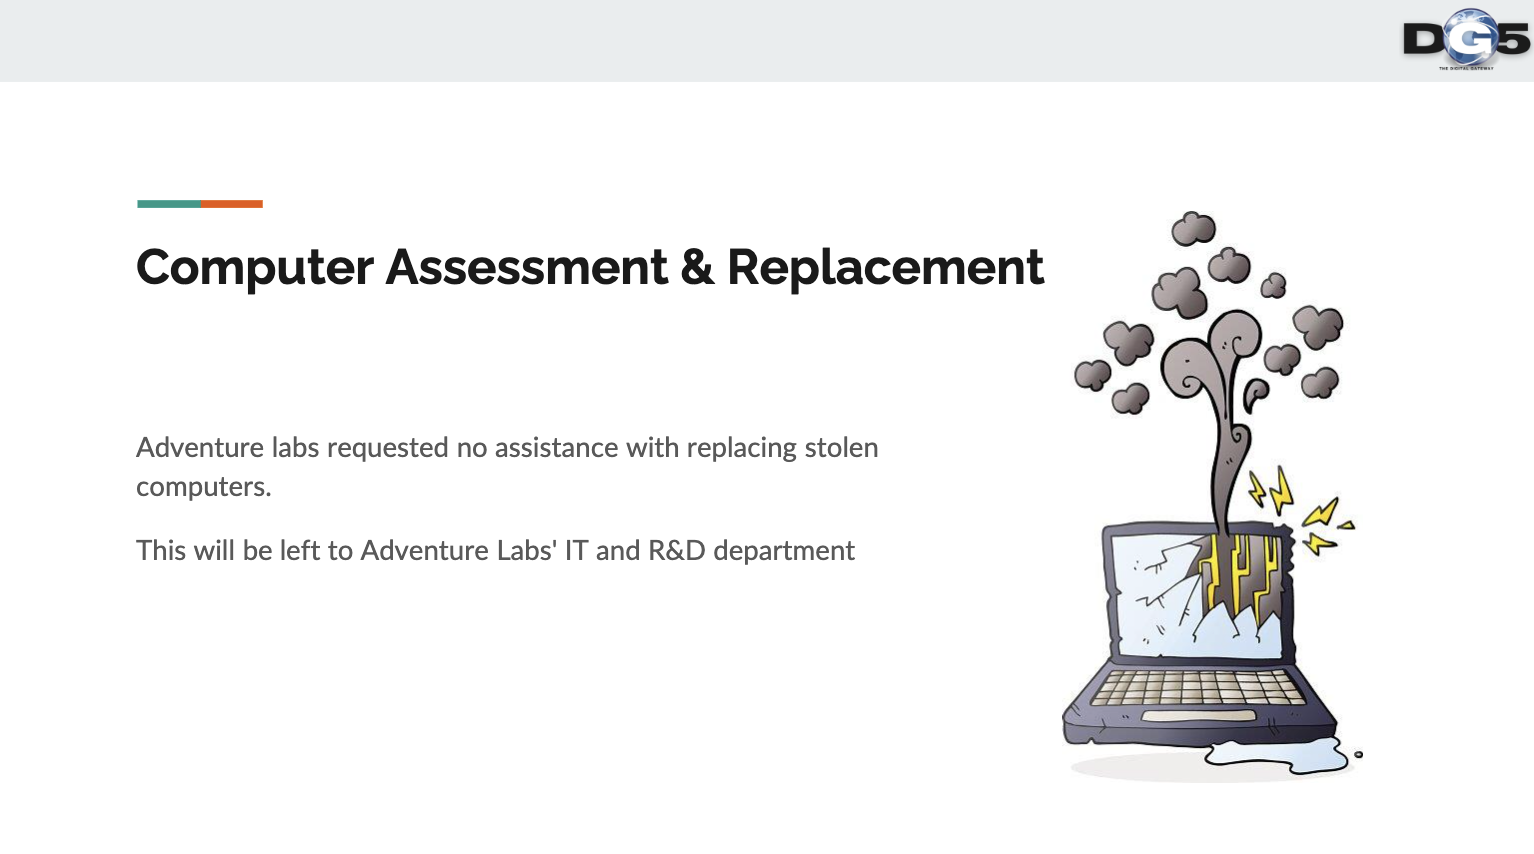 DG5
THE DIGITAL GATEWAY
Computer Assessment & Replacement
Adventure labs requested no assistance with replacing stolen
computers.
This will be left to Adventure Labs' IT and R&D department